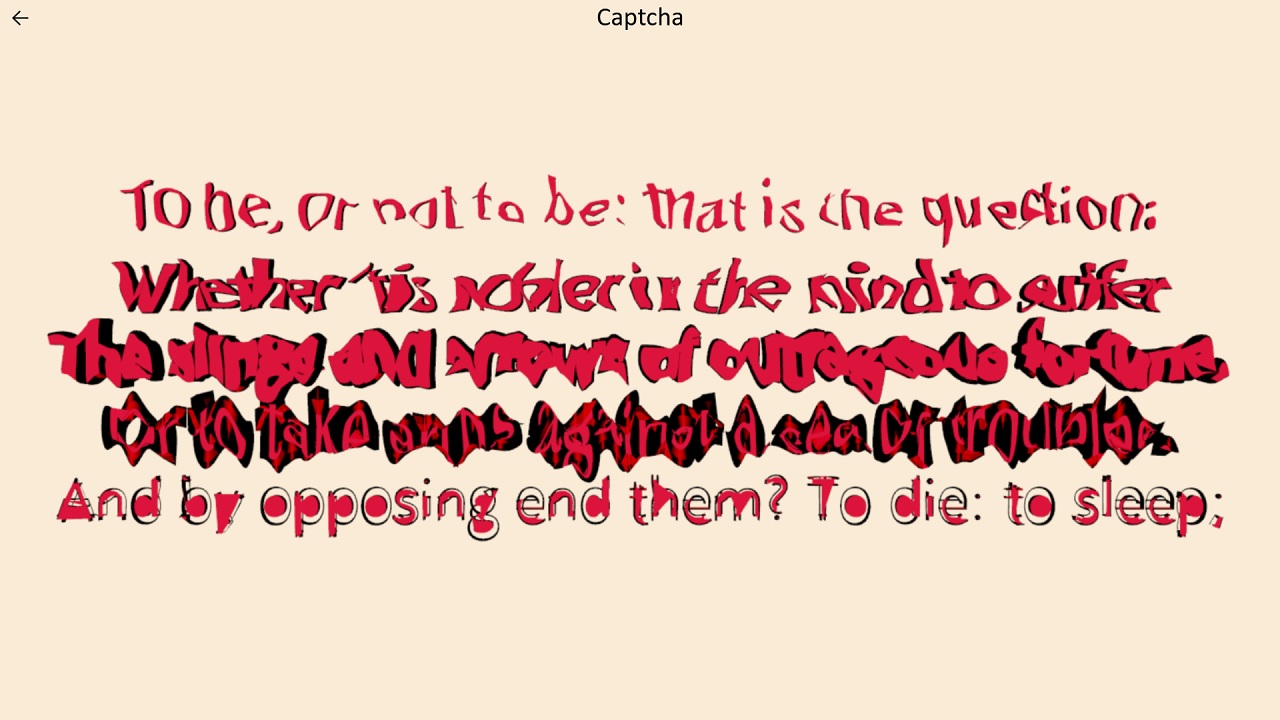 Captcha
To be, or not to be: that is the question:
Whether 'tis nobler in the mind to suffer
The slings and arrows of outrageous fortune,
Or to take arms against a sea of troubles,
And by opposing end them? To die: to sleep;